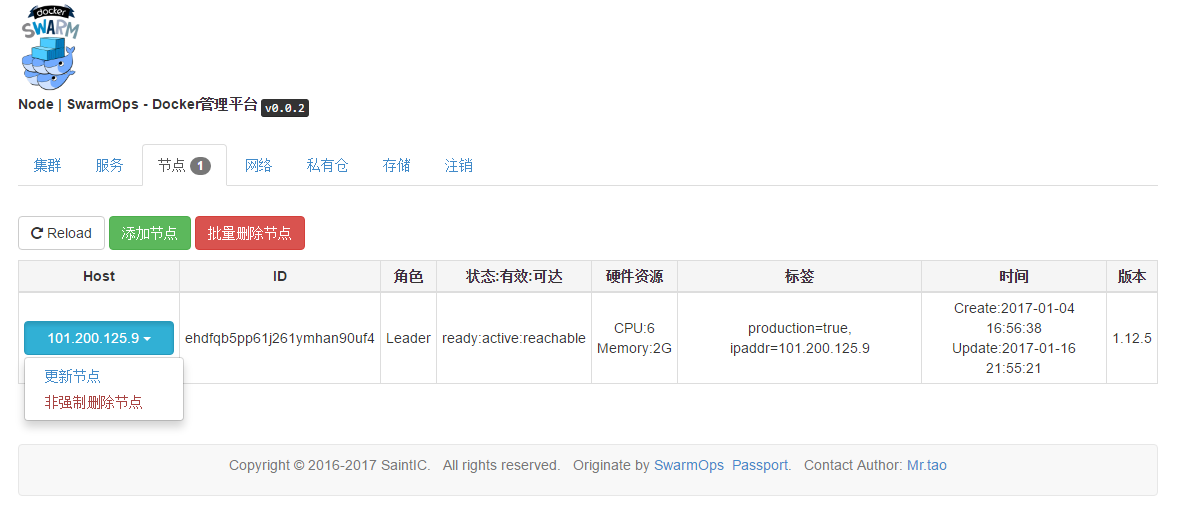 docker
SWARM
Node | SwarmOps - Docker管理平台 v0.0.2
集群 服务 节点 1 网络 私有仓 存储 注销
Reload 添加节点 批量删除节点
Host ID 角色 状态:有效:可达 硬件资源 标签 时间 版本
101.200.125.9 ehdfqb5pp61j261ymhan90uf4 Leader ready:active:reachable CPU:6 Memory:2G production=true, ipaddr=101.200.125.9 Create:2017-01-04 16:56:38 Update:2017-01-16 21:55:21 1.12.5
更新节点
非强制删除节点
Copyright © 2016-2017 SaintIC. All rights reserved. Originate by SwarmOps Passport. Contact Author: Mr.tao